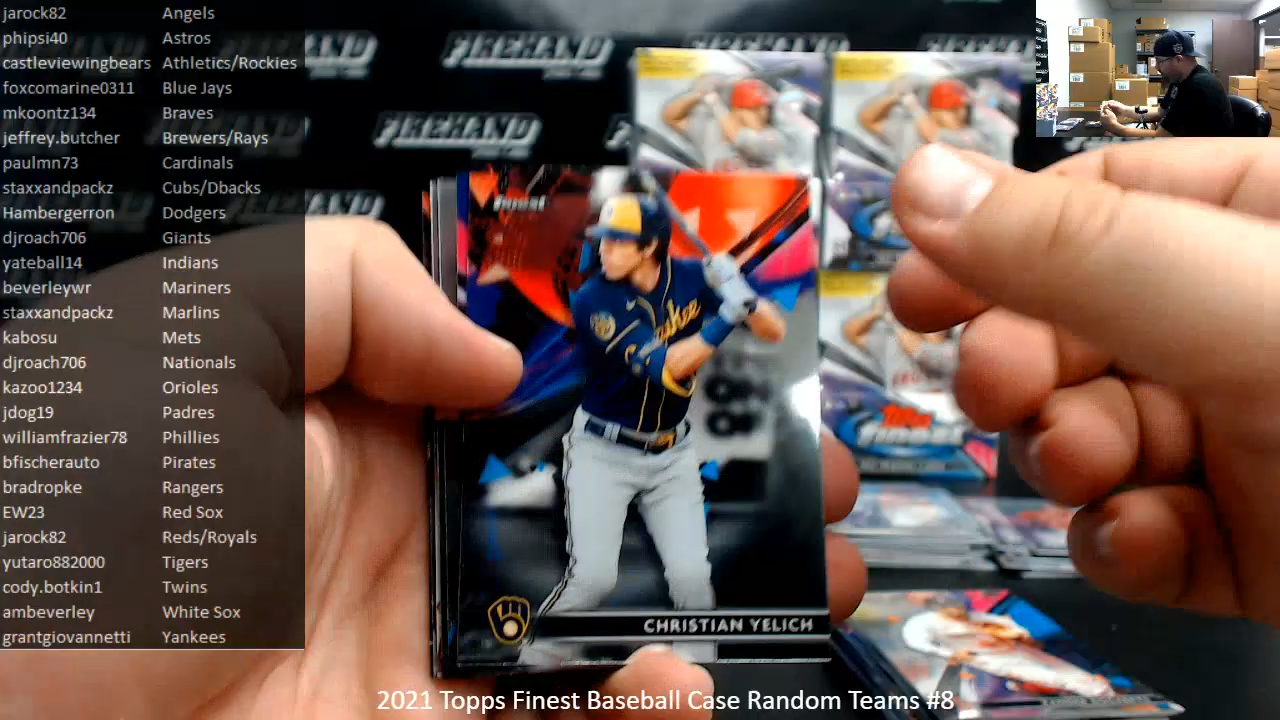 jarock82 Angels
phipsi40 Astros
castleviewingbears Athletics/Rockies
foxcomarine0311 Blue Jays
mkoontz134 Braves
jeffrey.butcher Brewers/Rays
paulmn73 Cardinals
staxxandpackz Cubs/Dbacks
Hambergerron Dodgers
djroach706 Giants
yateball14 Indians
beverleywr Mariners
staxxandpackz Marlins
kabosu Mets
djroach706 Nationals
kazoo1234 Orioles
jdog19 Padres
williamfrazier78 Phillies
bfischerauto Pirates
bradropke Rangers
EW23 Red Sox
jarock82 Reds/Royals
yutaro882000 Tigers
cody.botkin1 Twins
ambeverley White Sox
grantgiovannetti Yankees
FIREHAND
FIREHAND
Finest
Topps
Finest
CHRISTIAN YELICH
2021 Topps Finest Baseball Case Random Teams #8